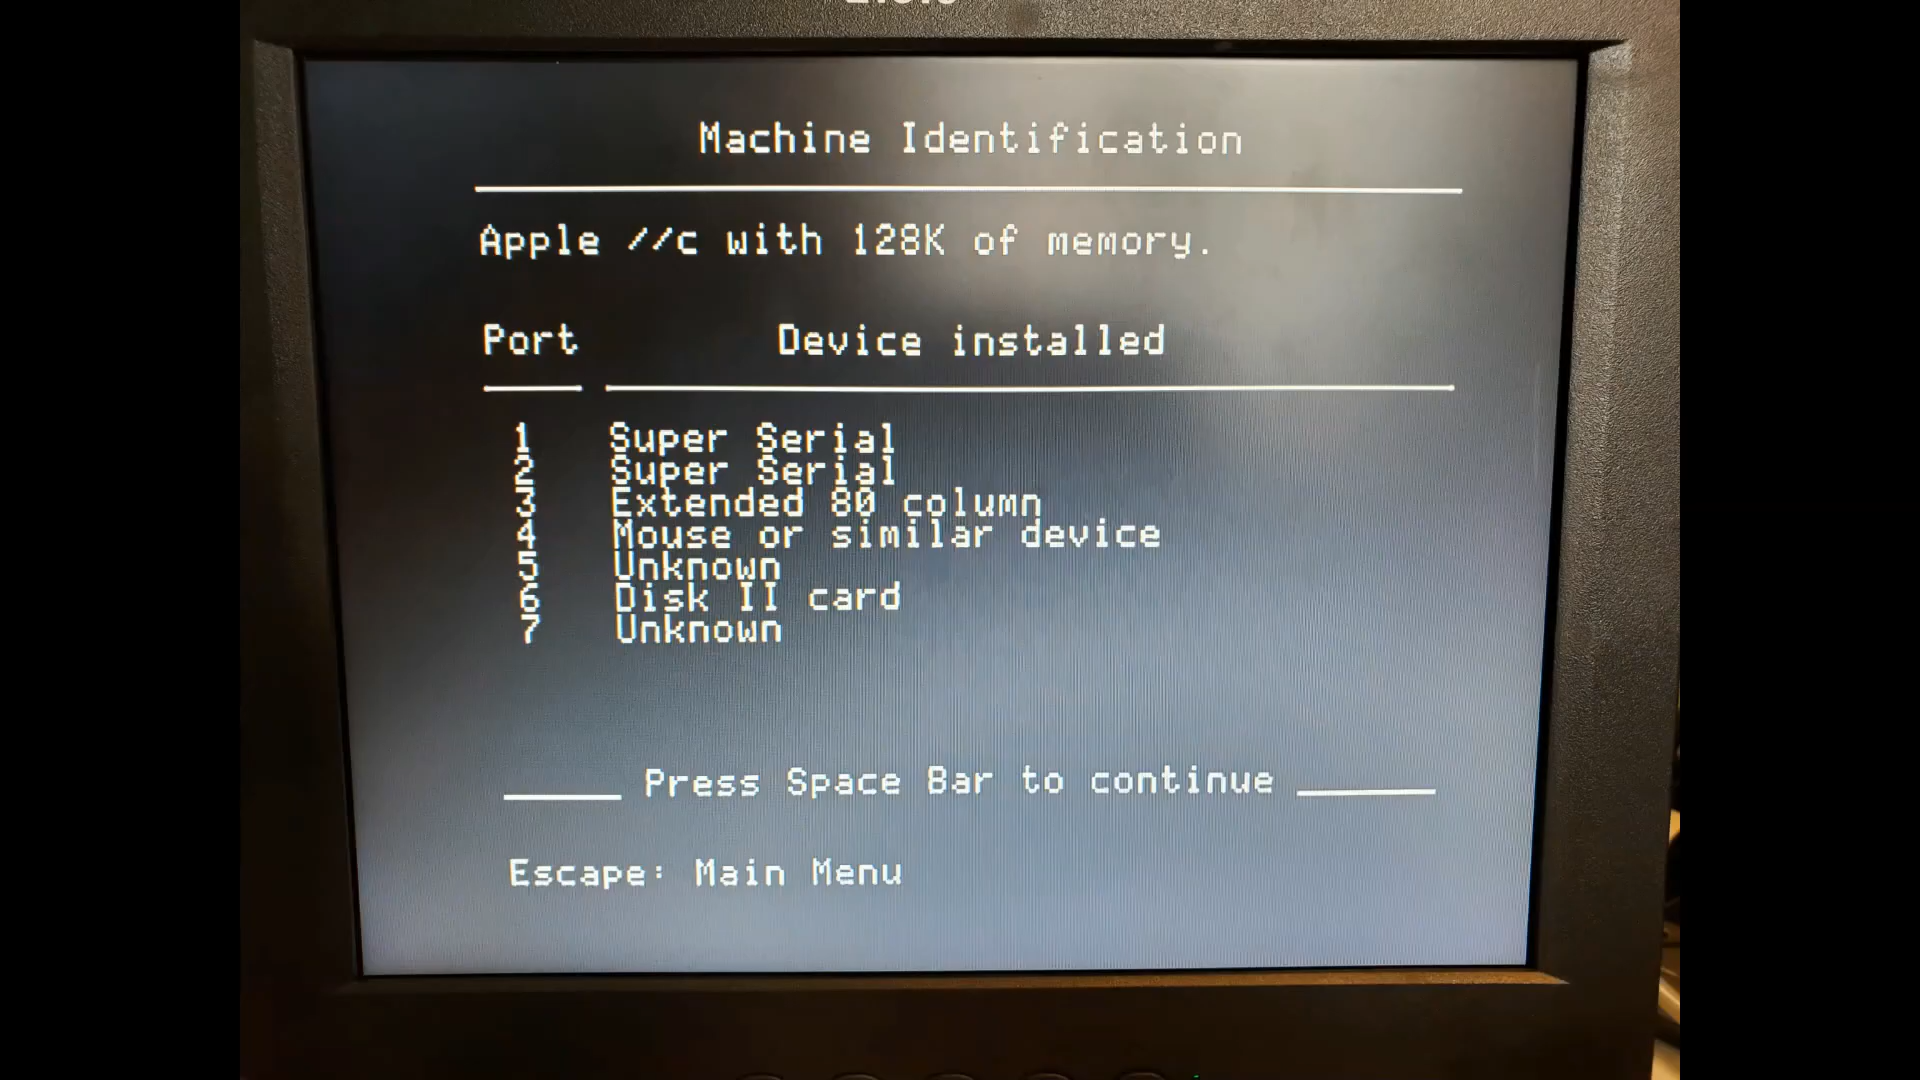 Machine Identification
Apple //c with 128K of memory.
Port Device installed
1 Super Serial
2 Super Serial
3 Extended 80 column
4 Mouse or similar device
5 Unknown
6 Disk II card
7 Unknown
Press Space Bar to continue
Escape: Main Menu